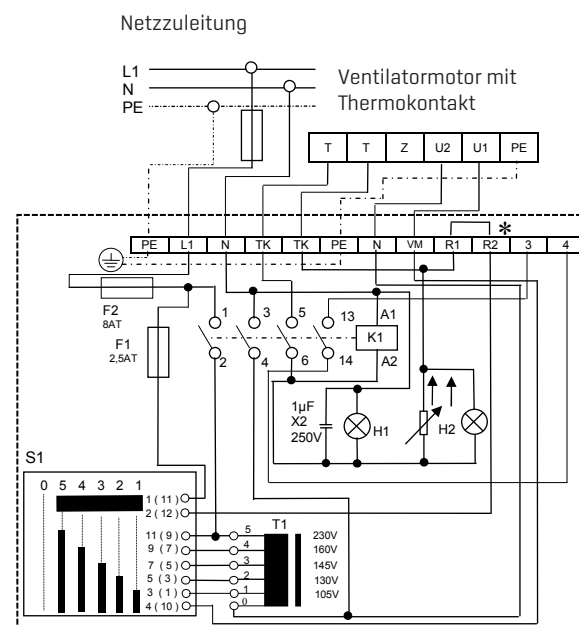 Netzzuleitung
L1
N
PE
Ventilatormotor mit
Thermokontakt
T T Z U2 U1 PE
PE L1 N TK TK PE N VM R1 R2 3 4
*
F2
8AT
F1
2,5AT
1 3 5 13
2 4 6 14
A1
K1
A2
1µF
X2
250V
H1
H2
S1
0 5 4 3 2 1
1 (11)
2 (12)
11 (9)
9 (7)
7 (5)
5 (3)
3 (1)
4 (10)
T1
5 230V
4 160V
3 145V
2 130V
1 105V
0